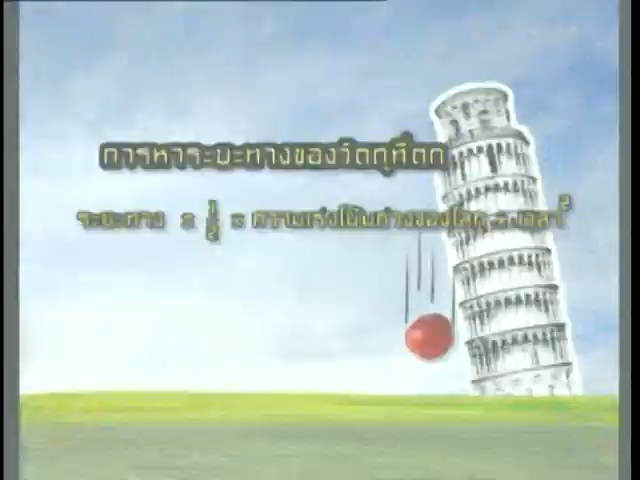 การหาระยะทางของวัตถุที่ตก
ระยะทาง = 1/2 × ความเร่งโน้มถ่วงของโลก × เวลา²